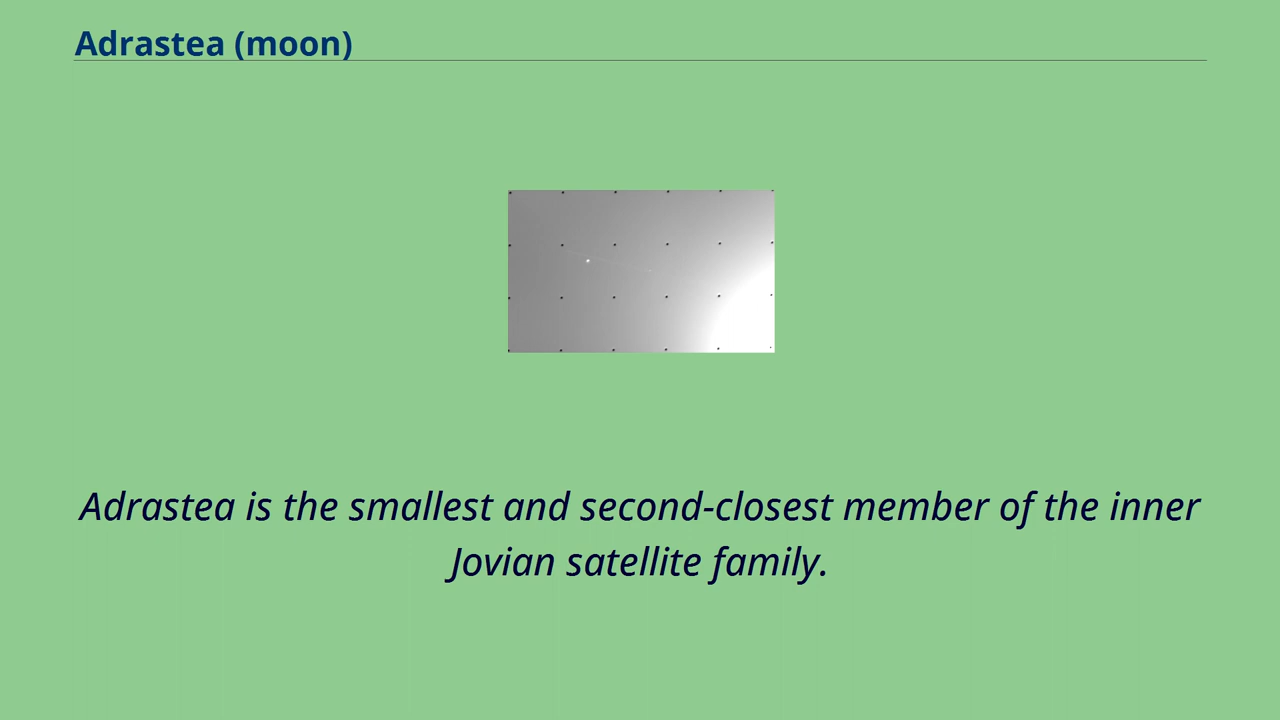 Adrastea (moon)
Adrastea is the smallest and second-closest member of the inner
Jovian satellite family.